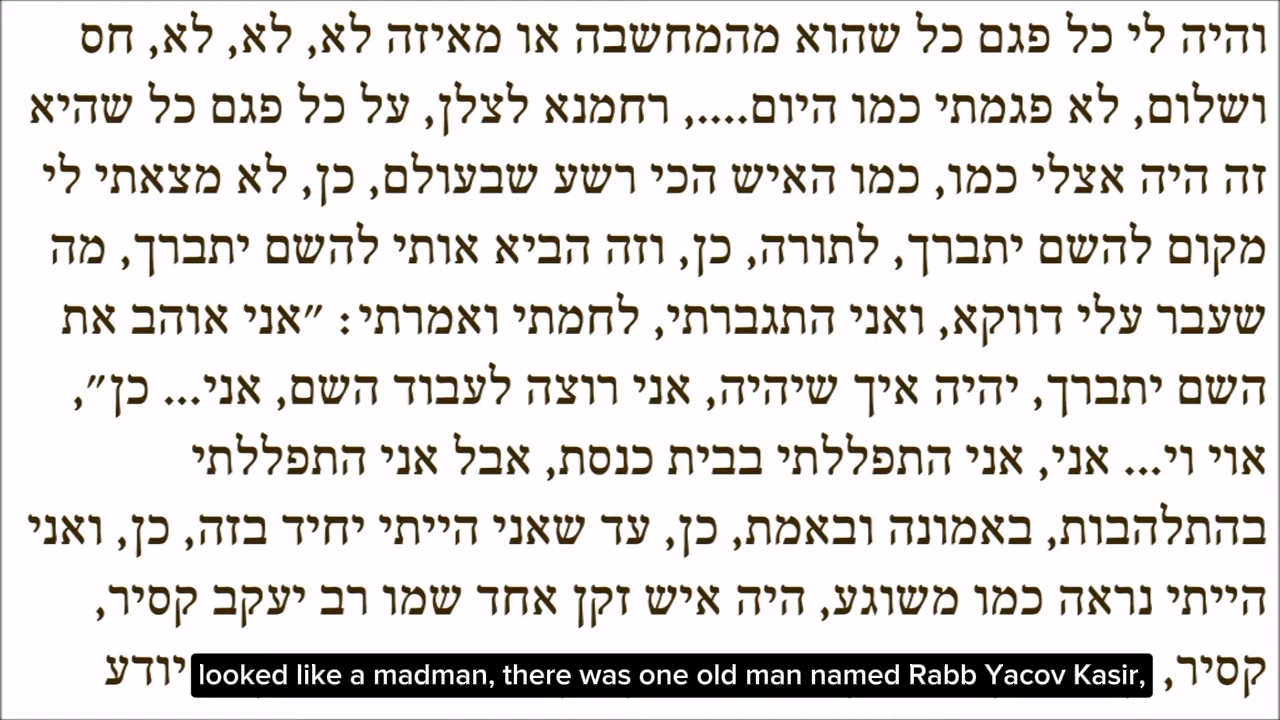 והיה לי כל פגם כל שהוא מהמחשבה או מאיזה לא, לא, לא, חס
ושלום, לא פגמתי כמו היום...., רחמנא לצלן, על כל פגם כל שהיא
זה היה אצלי כמו, כמו האיש הכי רשע שבעולם, כן, לא מצאתי לי
מקום להשם יתברך, לתורה, כן, וזה הביא אותי להשם יתברך, מה
שעבר עלי דווקא, ואני התגברתי, לחמתי ואמרתי: "אני אוהב את
השם יתברך, יהיה איך שיהיה, אני רוצה לעבוד השם, אני... כן",
אוי וי... אני, אני התפללתי בבית כנסת, אבל אני התפללתי
בהתלהבות, באמונה ובאמת, כן, עד שאני הייתי יחיד בזה, כן, ואני
הייתי נראה כמו משוגע, היה איש זקן אחד שמו רב יעקב קסיר,
קסיר, יודע
looked like a madman, there was one old man named Rabb Yacov Kasir,